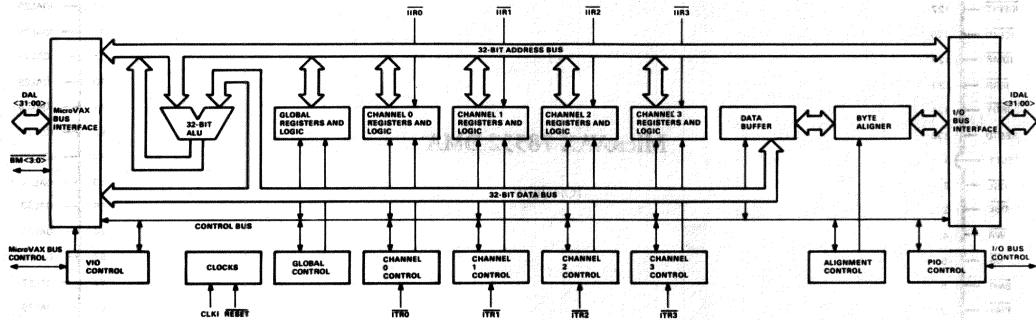 IIR0
IIR1
IIR2
IIR3
32-BIT ADDRESS BUS
DAL
<31:00>
MicroVAX
BUS
INTERFACE
32-BIT
ALU
GLOBAL
REGISTERS AND
LOGIC
CHANNEL 0
REGISTERS AND
LOGIC
CHANNEL 1
REGISTERS AND
LOGIC
CHANNEL 2
REGISTERS AND
LOGIC
CHANNEL 3
REGISTERS AND
LOGIC
DATA
BUFFER
BYTE
ALIGNER
I/O
BUS
INTERFACE
IDAL
<31:00>
BM<3:0>
32-BIT DATA BUS
CONTROL BUS
MicroVAX BUS
CONTROL
VIO
CONTROL
CLOCKS
GLOBAL
CONTROL
CHANNEL
0
CONTROL
CHANNEL
1
CONTROL
CHANNEL
2
CONTROL
CHANNEL
3
CONTROL
ALIGNMENT
CONTROL
PIO
CONTROL
I/O BUS
CONTROL
CLKI RESET
ITR0
ITR1
ITR2
ITR3